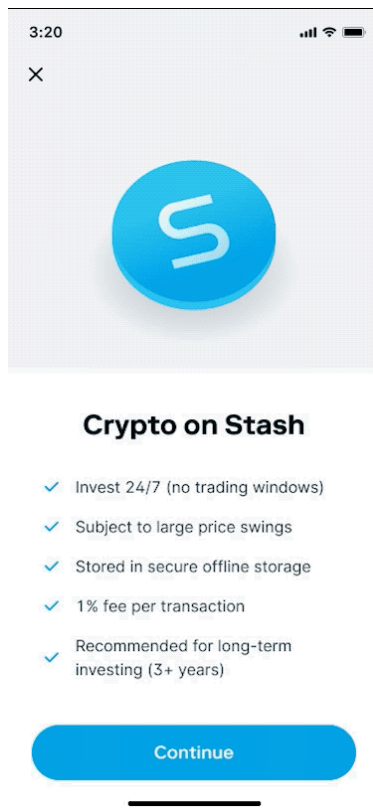 3:20
S
Crypto on Stash
Invest 24/7 (no trading windows)
Subject to large price swings
Stored in secure offline storage
1% fee per transaction
Recommended for long-term
investing (3+ years)
Continue